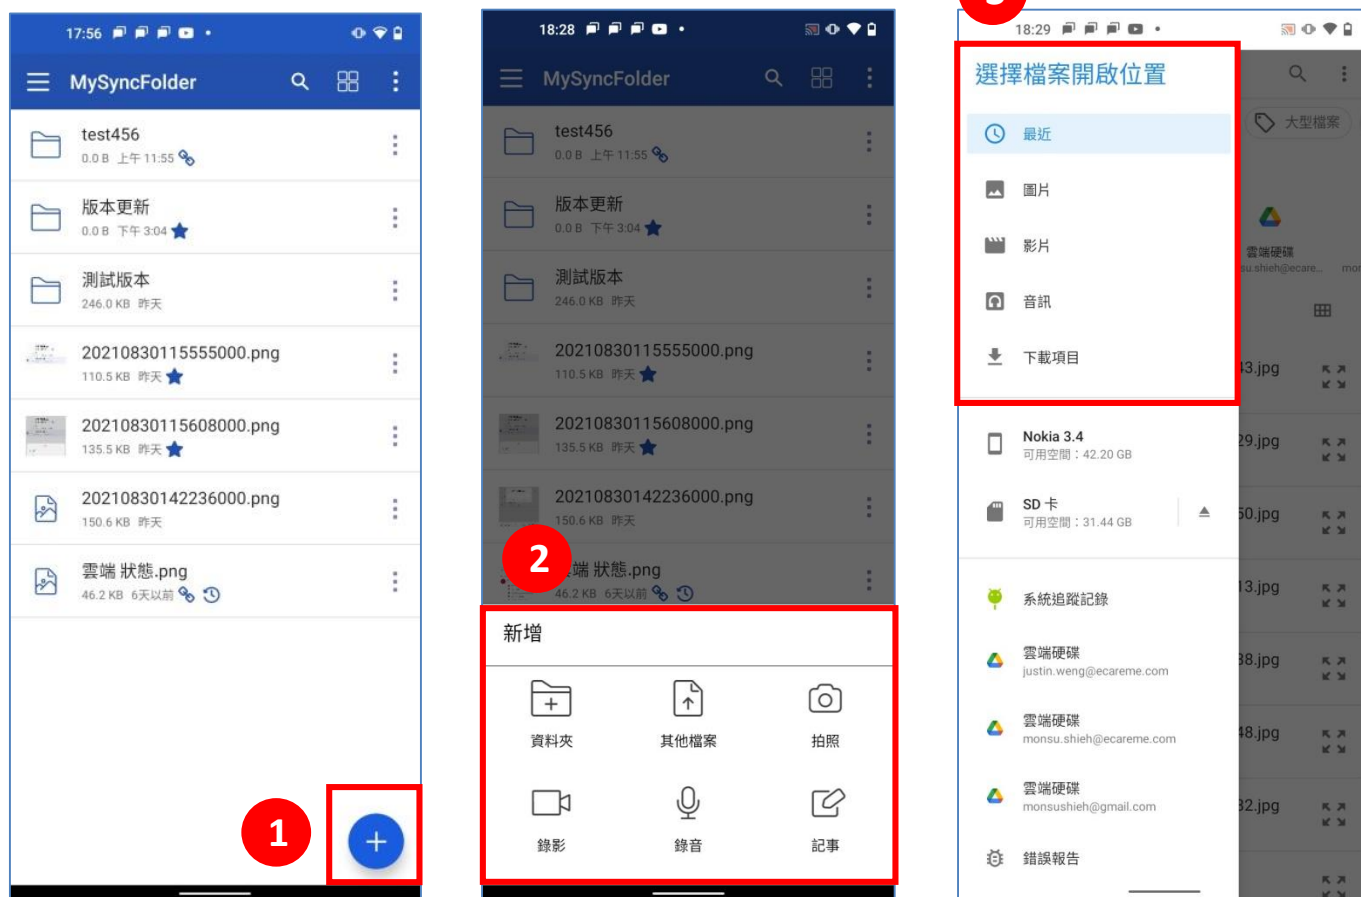 17:56
MySyncFolder
test456
0.0 B 上午 11:55
版本更新
0.0 B 下午 3:04
測試版本
246.0 KB 昨天
20210830115555000.png
110.5 KB 昨天
20210830115608000.png
135.5 KB 昨天
20210830142236000.png
150.6 KB 昨天
雲端 狀態.png
46.2 KB 6天以前
1
18:28
MySyncFolder
test456
0.0 B 上午 11:55
版本更新
0.0 B 下午 3:04
測試版本
246.0 KB 昨天
20210830115555000.png
110.5 KB 昨天
20210830115608000.png
135.5 KB 昨天
20210830142236000.png
150.6 KB 昨天
2
端 狀態.png
46.2 KB 6天以前
新增
資料夾
其他檔案
拍照
錄影
錄音
記事
18:29
選擇檔案開啟位置
最近
圖片
影片
音訊
下載項目
Nokia 3.4
可用空間：42.20 GB
SD 卡
可用空間：31.44 GB
系統追蹤記錄
雲端硬碟
justin.weng@ecareme.com
雲端硬碟
monsu.shieh@ecareme.com
雲端硬碟
monsushieh@gmail.com
錯誤報告
大型檔案
雲端硬碟
su.shieh@ecare... mor
43.jpg
29.jpg
50.jpg
13.jpg
38.jpg
48.jpg
32.jpg